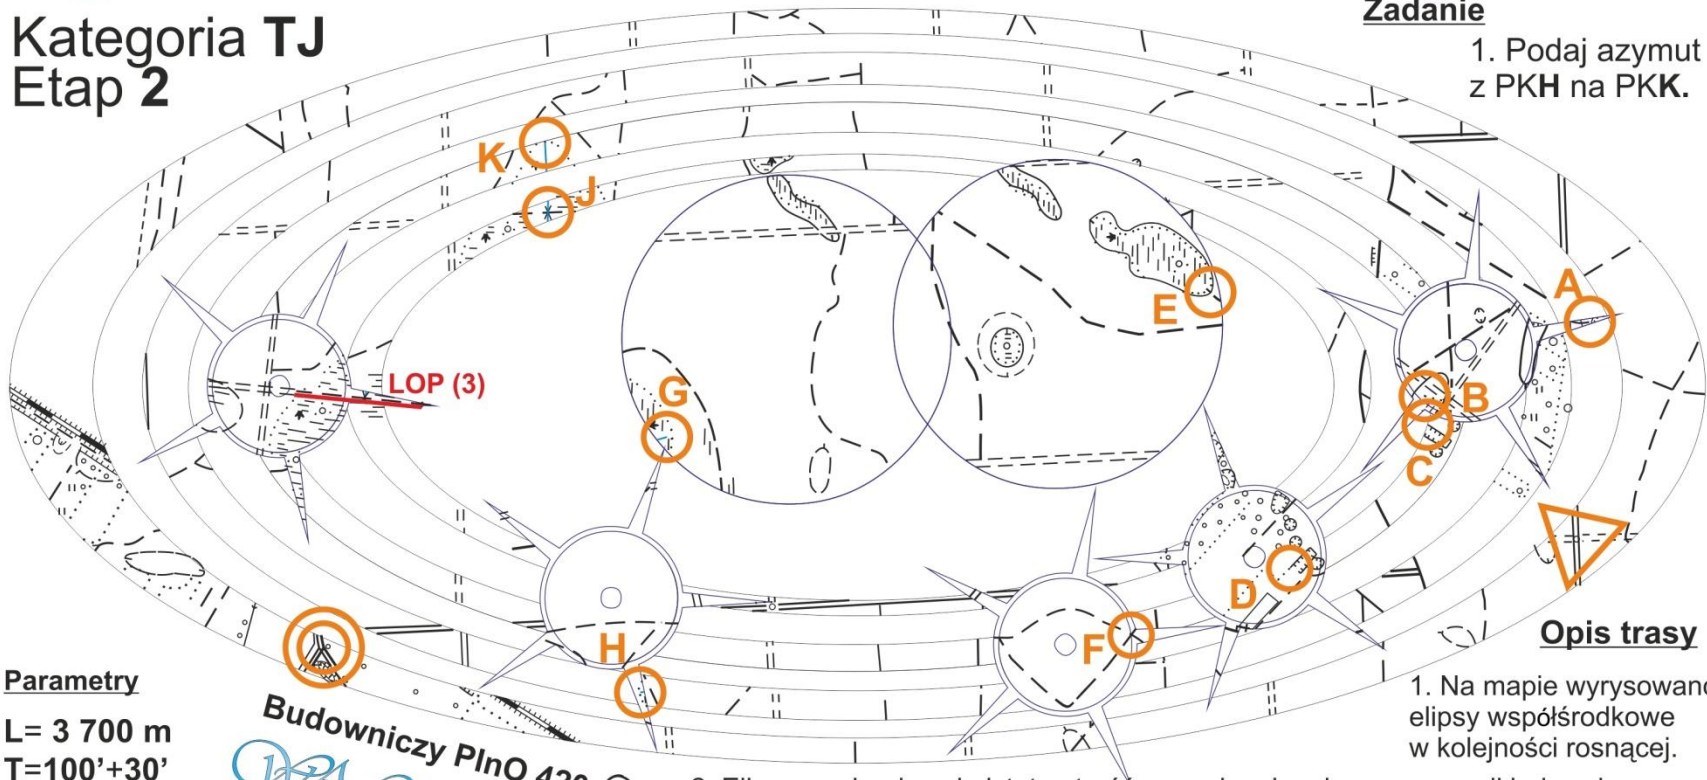 Kategoria TJ
Etap 2
Zadanie
1. Podaj azymut
z PKH na PKK.
K
J
A
E
LOP (3)
G
B
C
D
H
F
Opis trasy
1. Na mapie wyrysowano
elipsy współśrodkowe
w kolejności rosnącej.
Parametry
L= 3 700 m
T=100'+30'
Budowniczy PInO